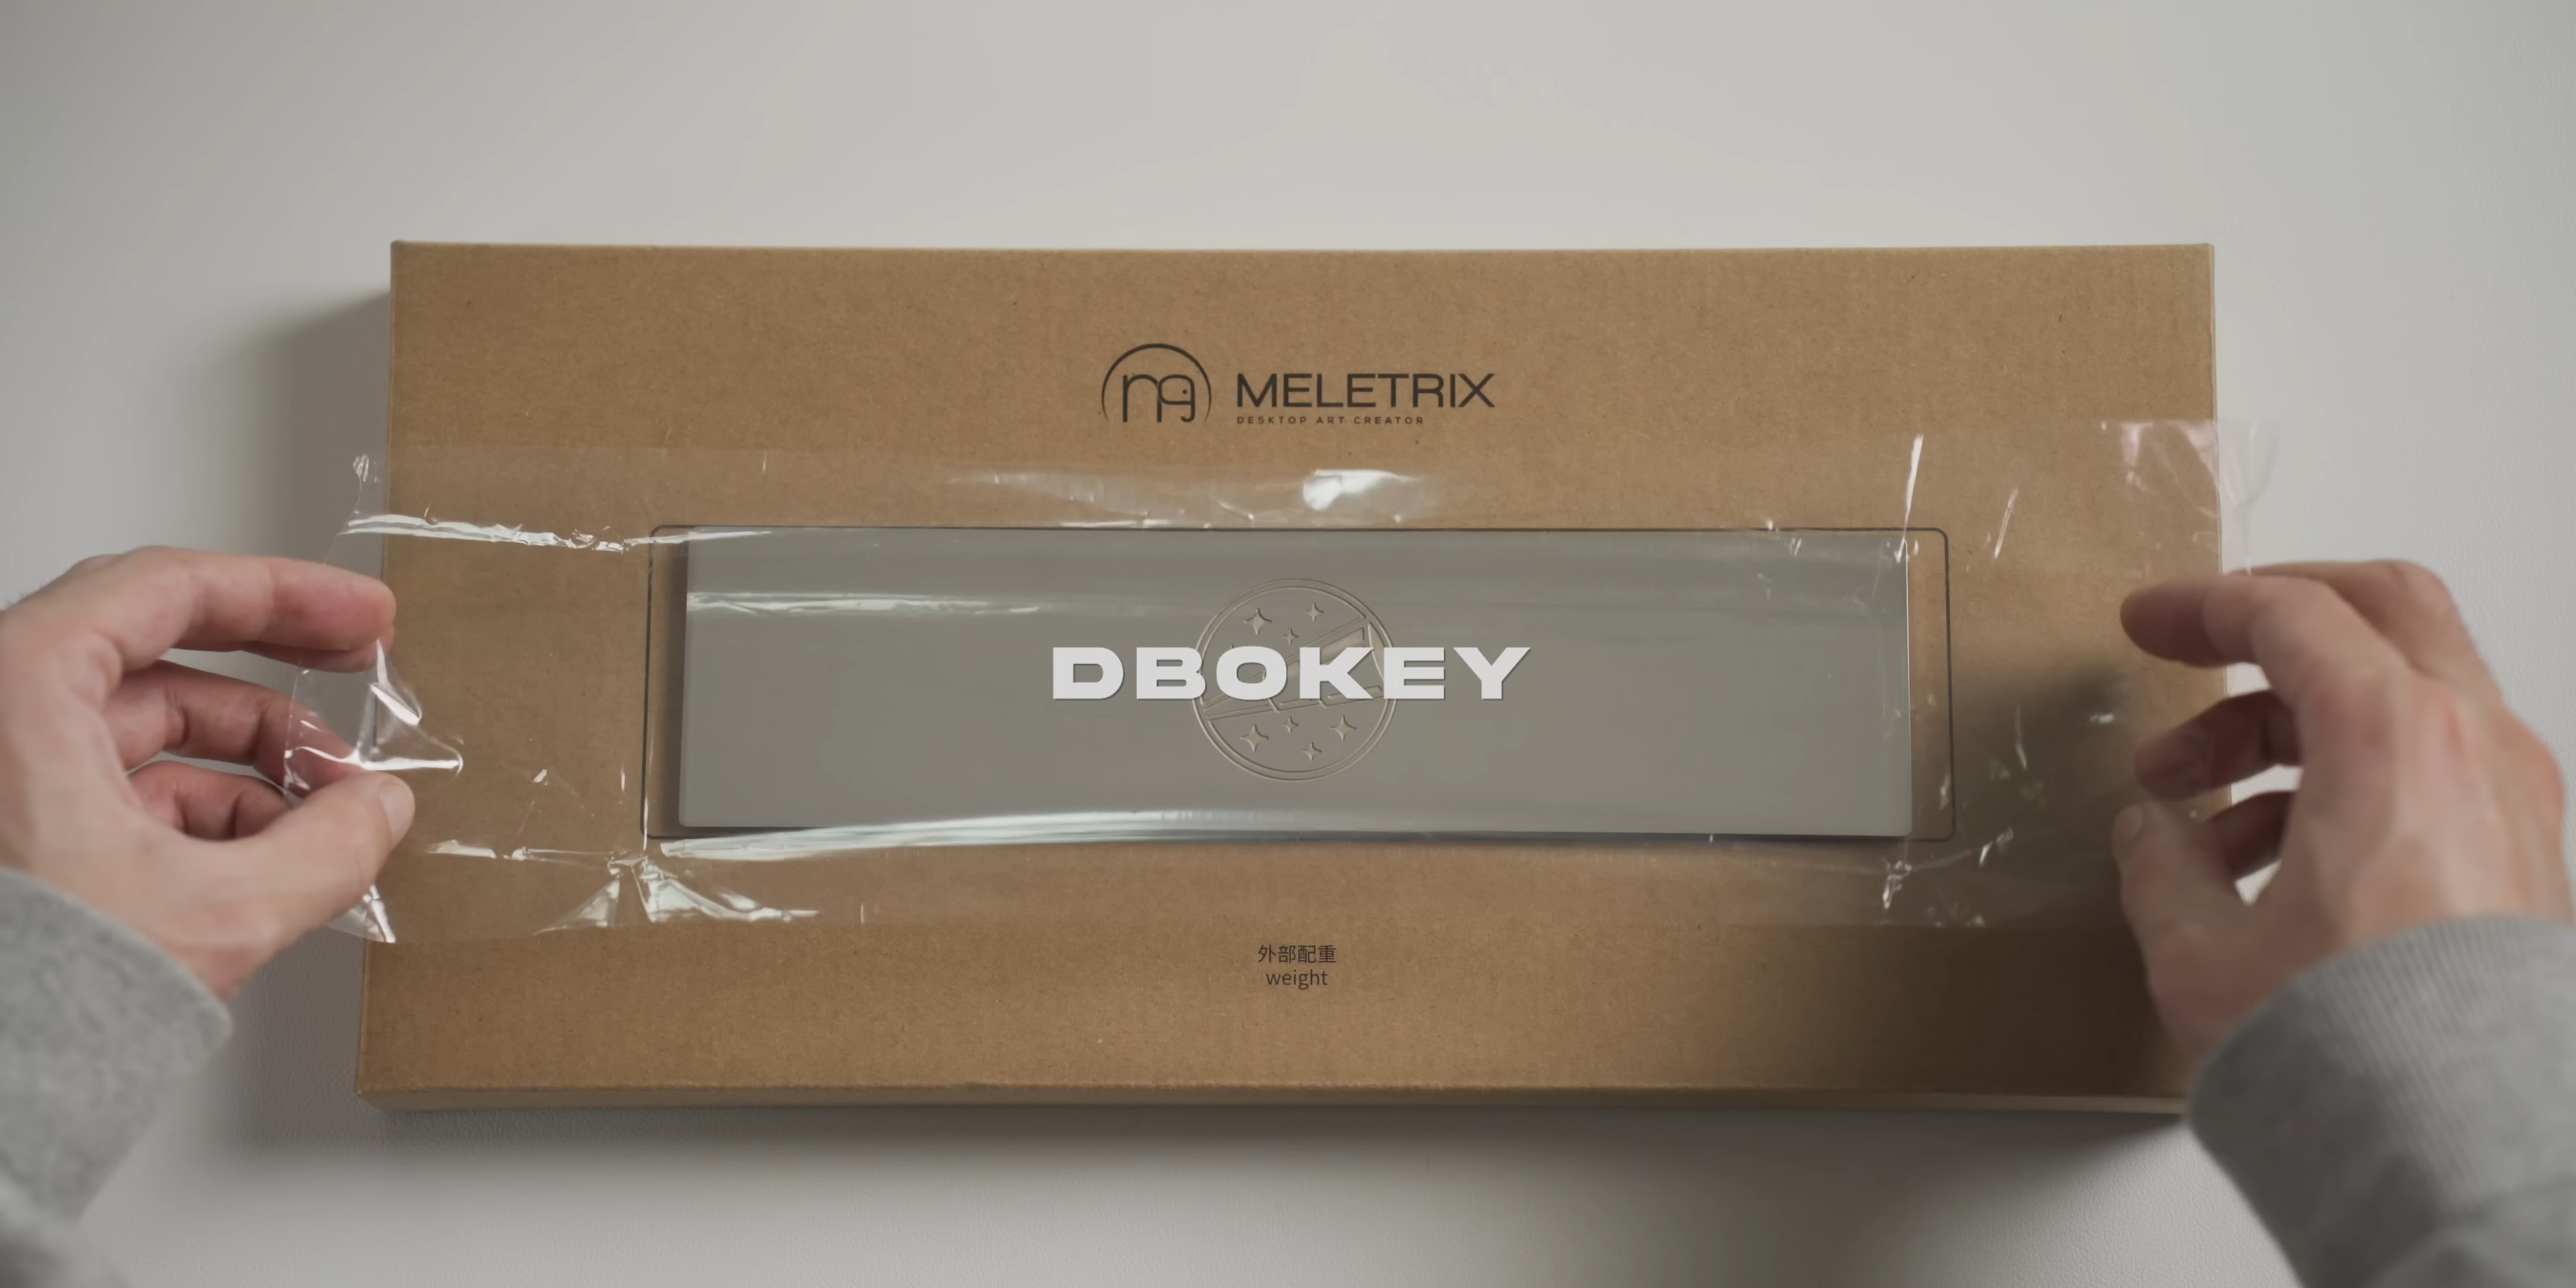 MELETRIX
DESKTOP ART CREATOR
DBOKEY
外部配重
weight